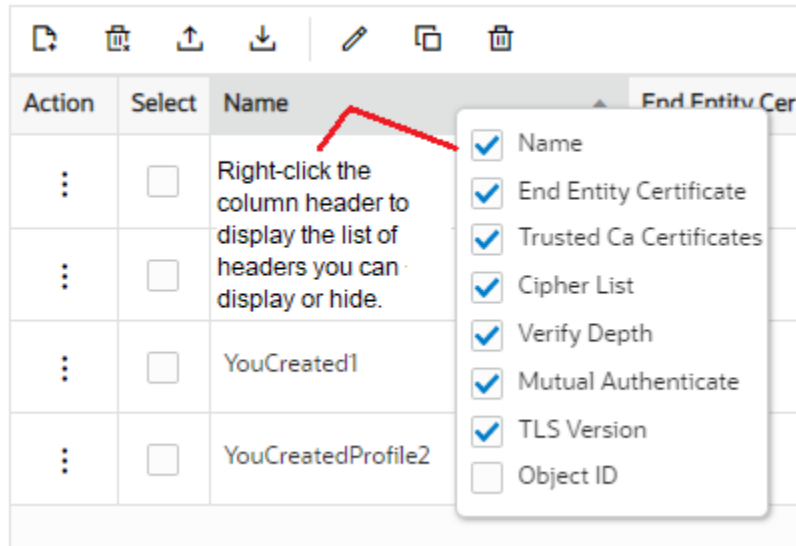 Action Select Name End Entity Cer
Right-click the
column header to
display the list of
headers you can
display or hide.
YouCreated1
YouCreatedProfile2
Name
End Entity Certificate
Trusted Ca Certificates
Cipher List
Verify Depth
Mutual Authenticate
TLS Version
Object ID